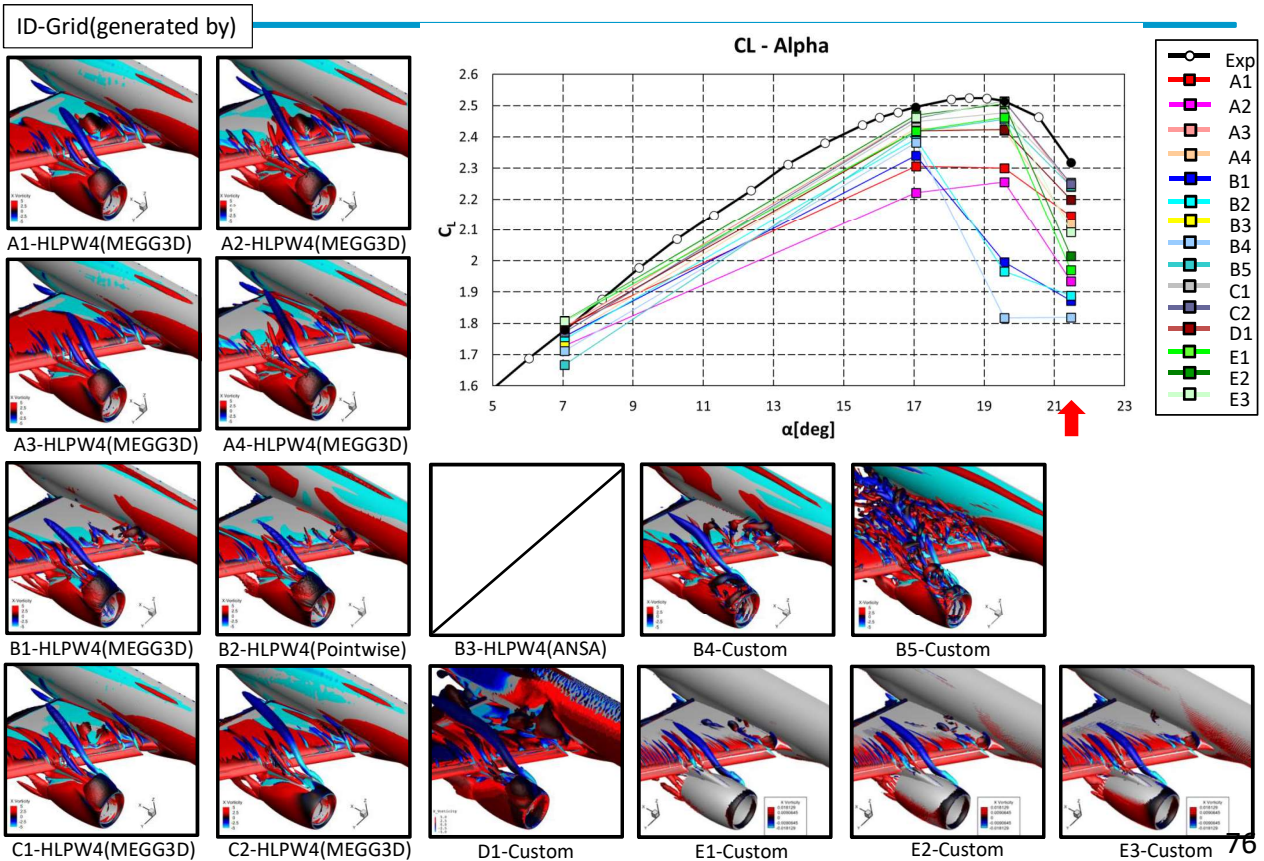 ID-Grid(generated by)
CL - Alpha
2.6
2.5
2.4
2.3
2.2
2.1
2
1.9
1.8
1.7
1.6
CL
5 7 9 11 13 15 17 19 21 23
α[deg]
Exp
A1
A2
A3
A4
B1
B2
B3
B4
B5
C1
C2
D1
E1
E2
E3
A1-HLPW4(MEGG3D) A2-HLPW4(MEGG3D)
A3-HLPW4(MEGG3D) A4-HLPW4(MEGG3D)
B1-HLPW4(MEGG3D) B2-HLPW4(Pointwise) B3-HLPW4(ANSA) B4-Custom B5-Custom
C1-HLPW4(MEGG3D) C2-HLPW4(MEGG3D) D1-Custom E1-Custom E2-Custom E3-Custom
76